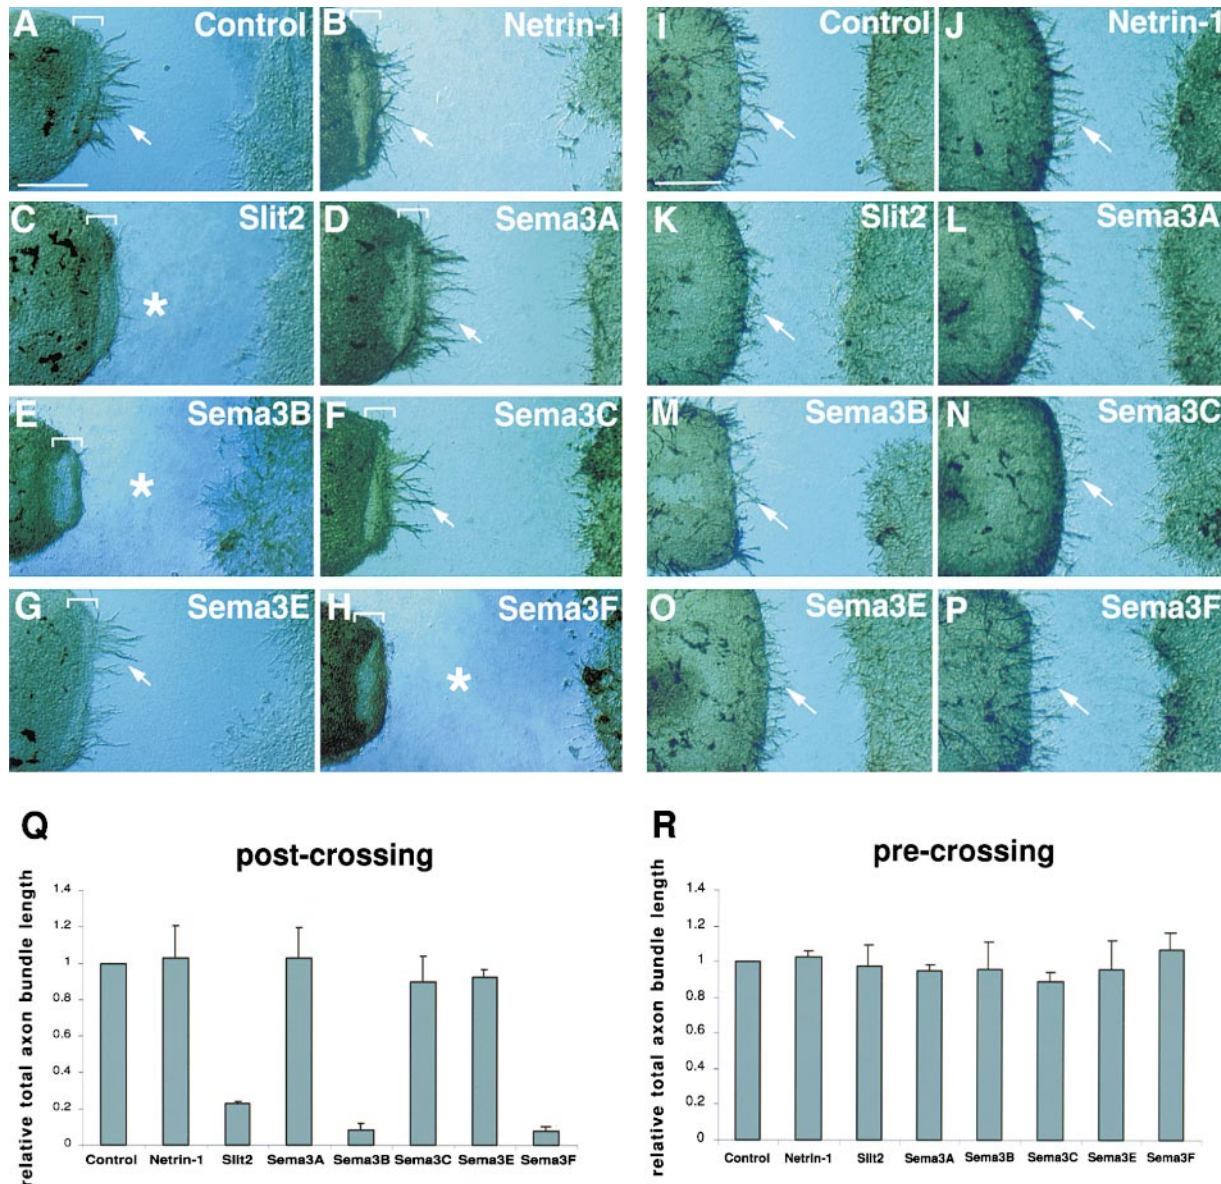 A Control B Netrin-1 I Control J Netrin-1
C Slit2 D Sema3A K Slit2 L Sema3A
* 
E Sema3B F Sema3C M Sema3B N Sema3C
*
G Sema3E H Sema3F O Sema3E P Sema3F
*
Q
post-crossing
relative total axon bundle length
1.4
1.2
1
0.8
0.6
0.4
0.2
0
Control Netrin-1 Slit2 Sema3A Sema3B Sema3C Sema3E Sema3F
R
pre-crossing
relative total axon bundle length
1.4
1.2
1
0.8
0.6
0.4
0.2
0
Control Netrin-1 Slit2 Sema3A Sema3B Sema3C Sema3E Sema3F